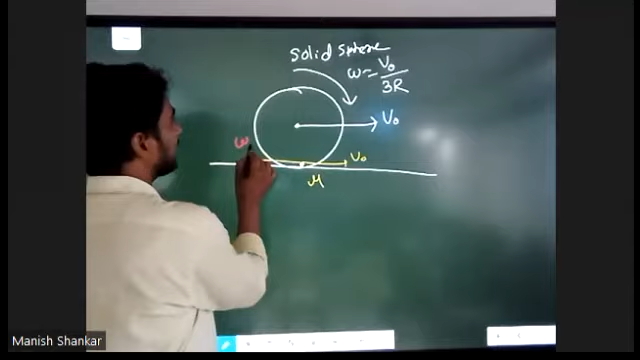 Solid Sphere
ω = V₀/3R
V₀
ω
V₀
μ
Manish Shankar